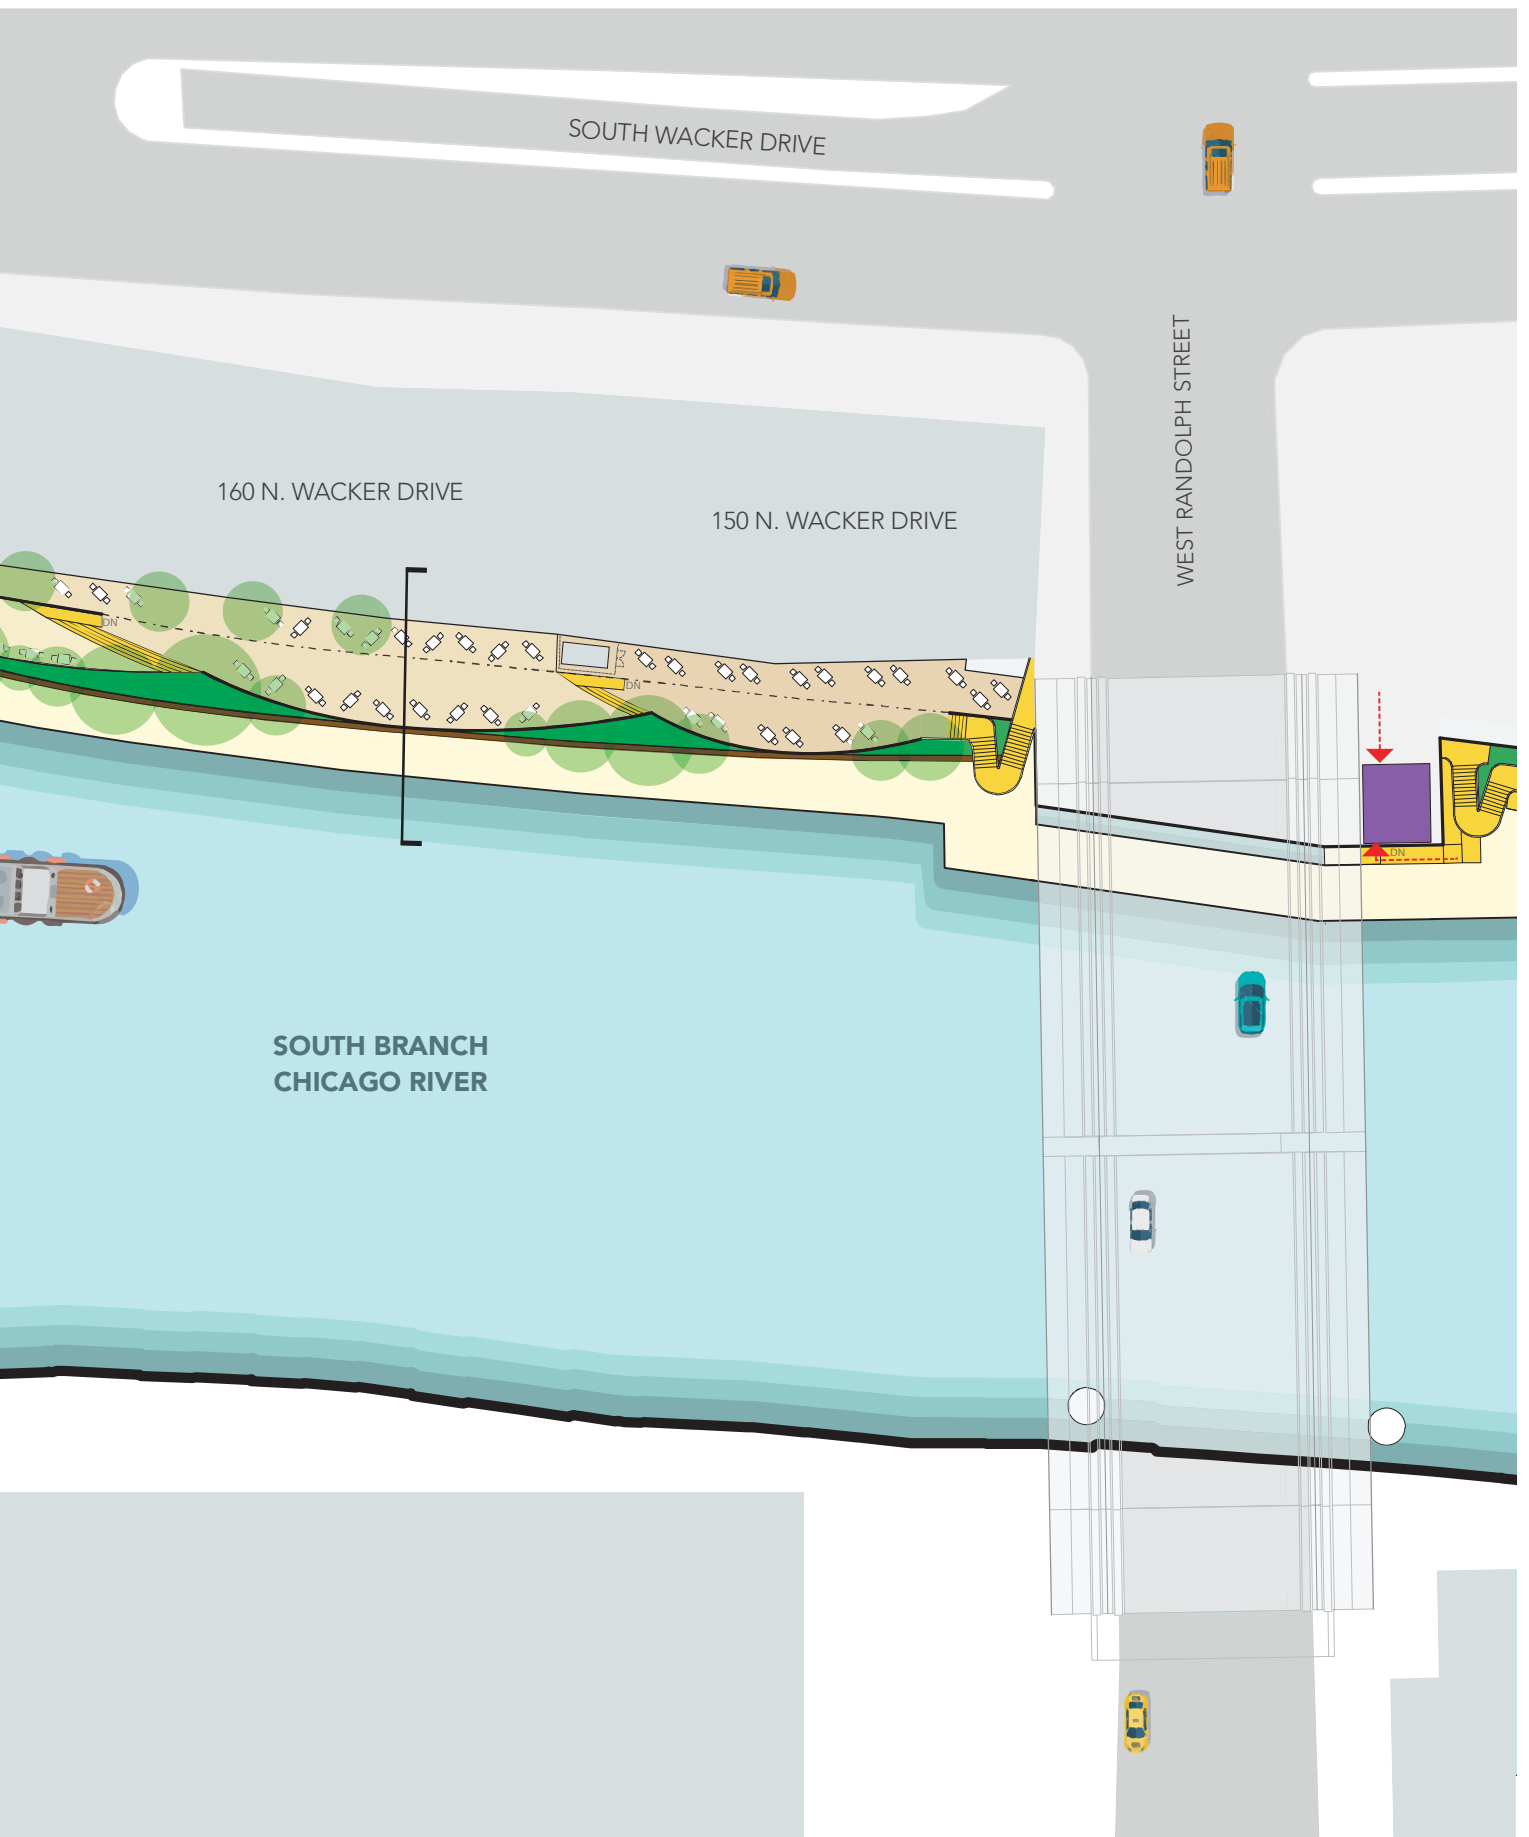 SOUTH WACKER DRIVE
WEST RANDOLPH STREET
160 N. WACKER DRIVE
150 N. WACKER DRIVE
DN
DN
DN
SOUTH BRANCH
CHICAGO RIVER